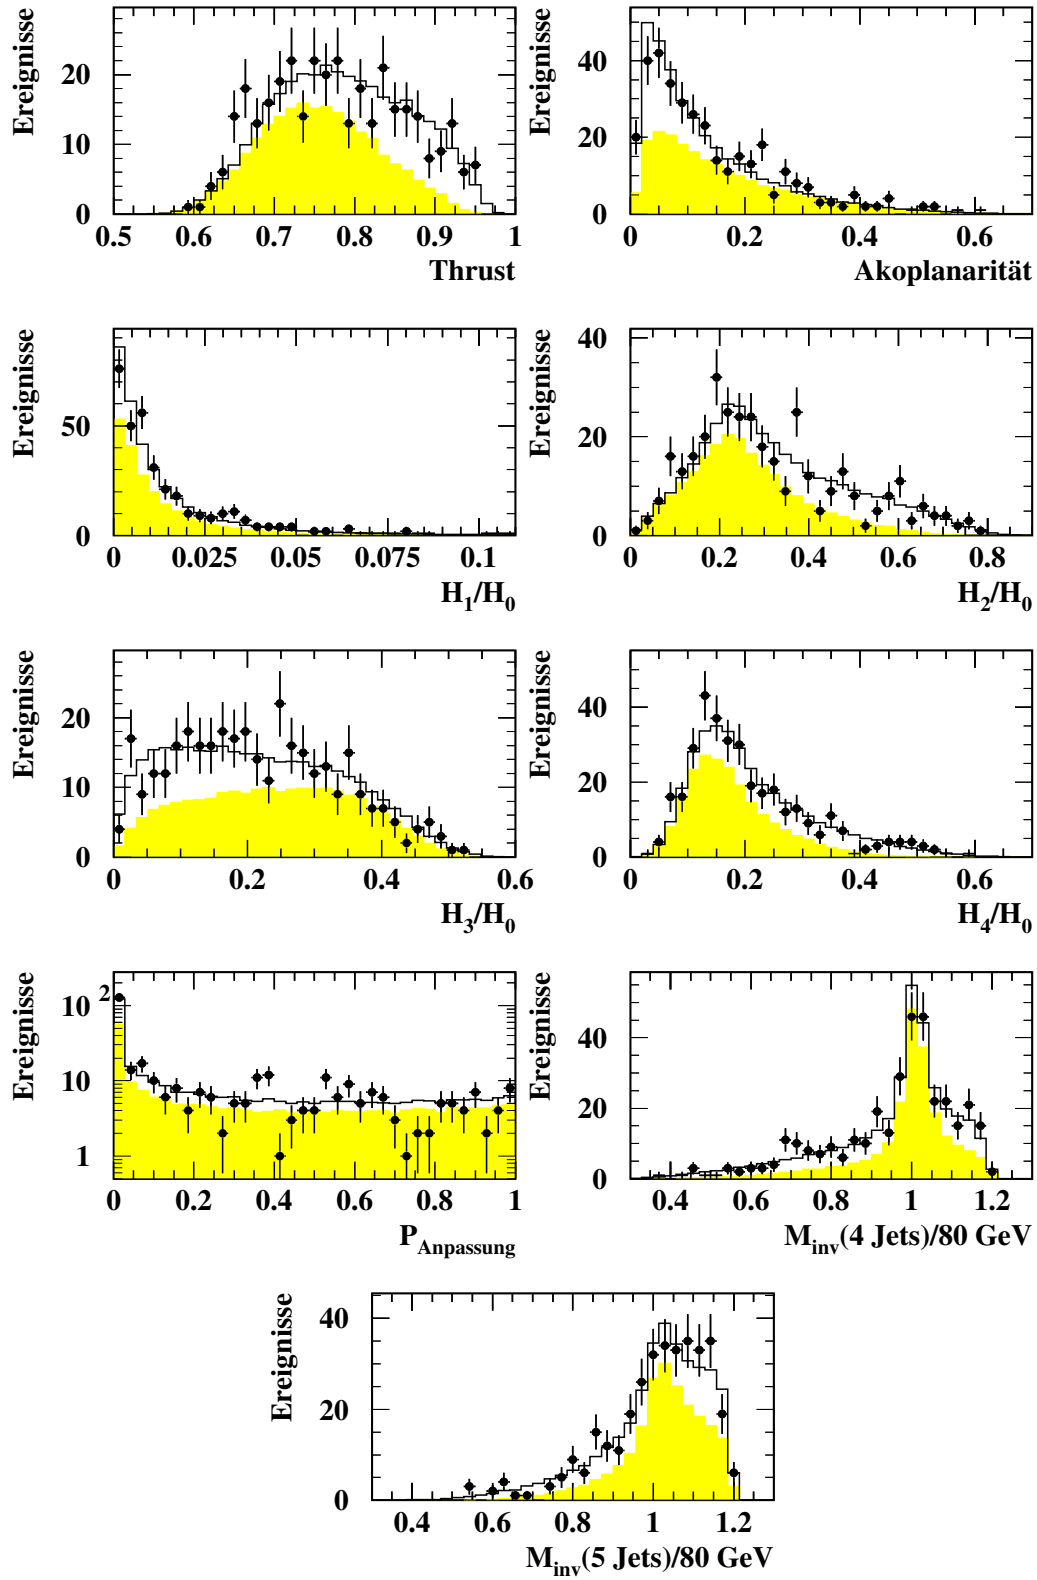 Ereignisse
20
10
0
0.5 0.6 0.7 0.8 0.9 1
Thrust
Ereignisse
40
20
0
0 0.2 0.4 0.6
Akoplanarität
Ereignisse
50
0
0 0.025 0.05 0.075 0.1
H1/H0
Ereignisse
40
20
0
0 0.2 0.4 0.6 0.8
H2/H0
Ereignisse
20
10
0
0 0.2 0.4 0.6
H3/H0
Ereignisse
40
20
0
0 0.2 0.4 0.6
H4/H0
Ereignisse
10^2
10
1
0 0.2 0.4 0.6 0.8 1
PAnpassung
Ereignisse
40
20
0
0.4 0.6 0.8 1 1.2
Minv(4 Jets)/80 GeV
Ereignisse
40
20
0
0.4 0.6 0.8 1 1.2
Minv(5 Jets)/80 GeV